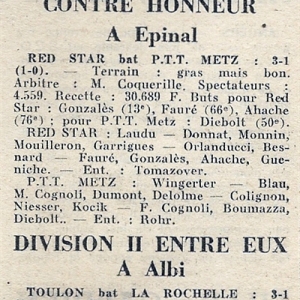 CONTRE HONNEUR
A Epinal
RED STAR bat P.T.T. METZ : 3-1
(1-0). — Terrain : gras mais bon.
Arbitre : M. Coquerille. Spectateurs :
4.559. Recette : 30.689 F. Buts pour Red
Star : Gonzalès (13e), Fauré (66e), Ahache
(76e) ; pour P.T.T. Metz : Diebolt (50e).
RED STAR : Laudu — Donnat, Monnin,
Mouilleron, Garrigues — Orlanducci, Bes-
nard — Fauré, Gonzalès, Ahache, Gue-
niche. — Ent. : Tomazover.
P.T.T. METZ : Wingerter — Blau,
M. Cognoli, Dumont, Delolme — Colignon,
Niesser, Kocik — F. Cognoli, Boumazza,
Diebolt.. — Ent. : Rohr.
DIVISION II ENTRE EUX
A Albi
TOULON bat LA ROCHELLE : 3-1